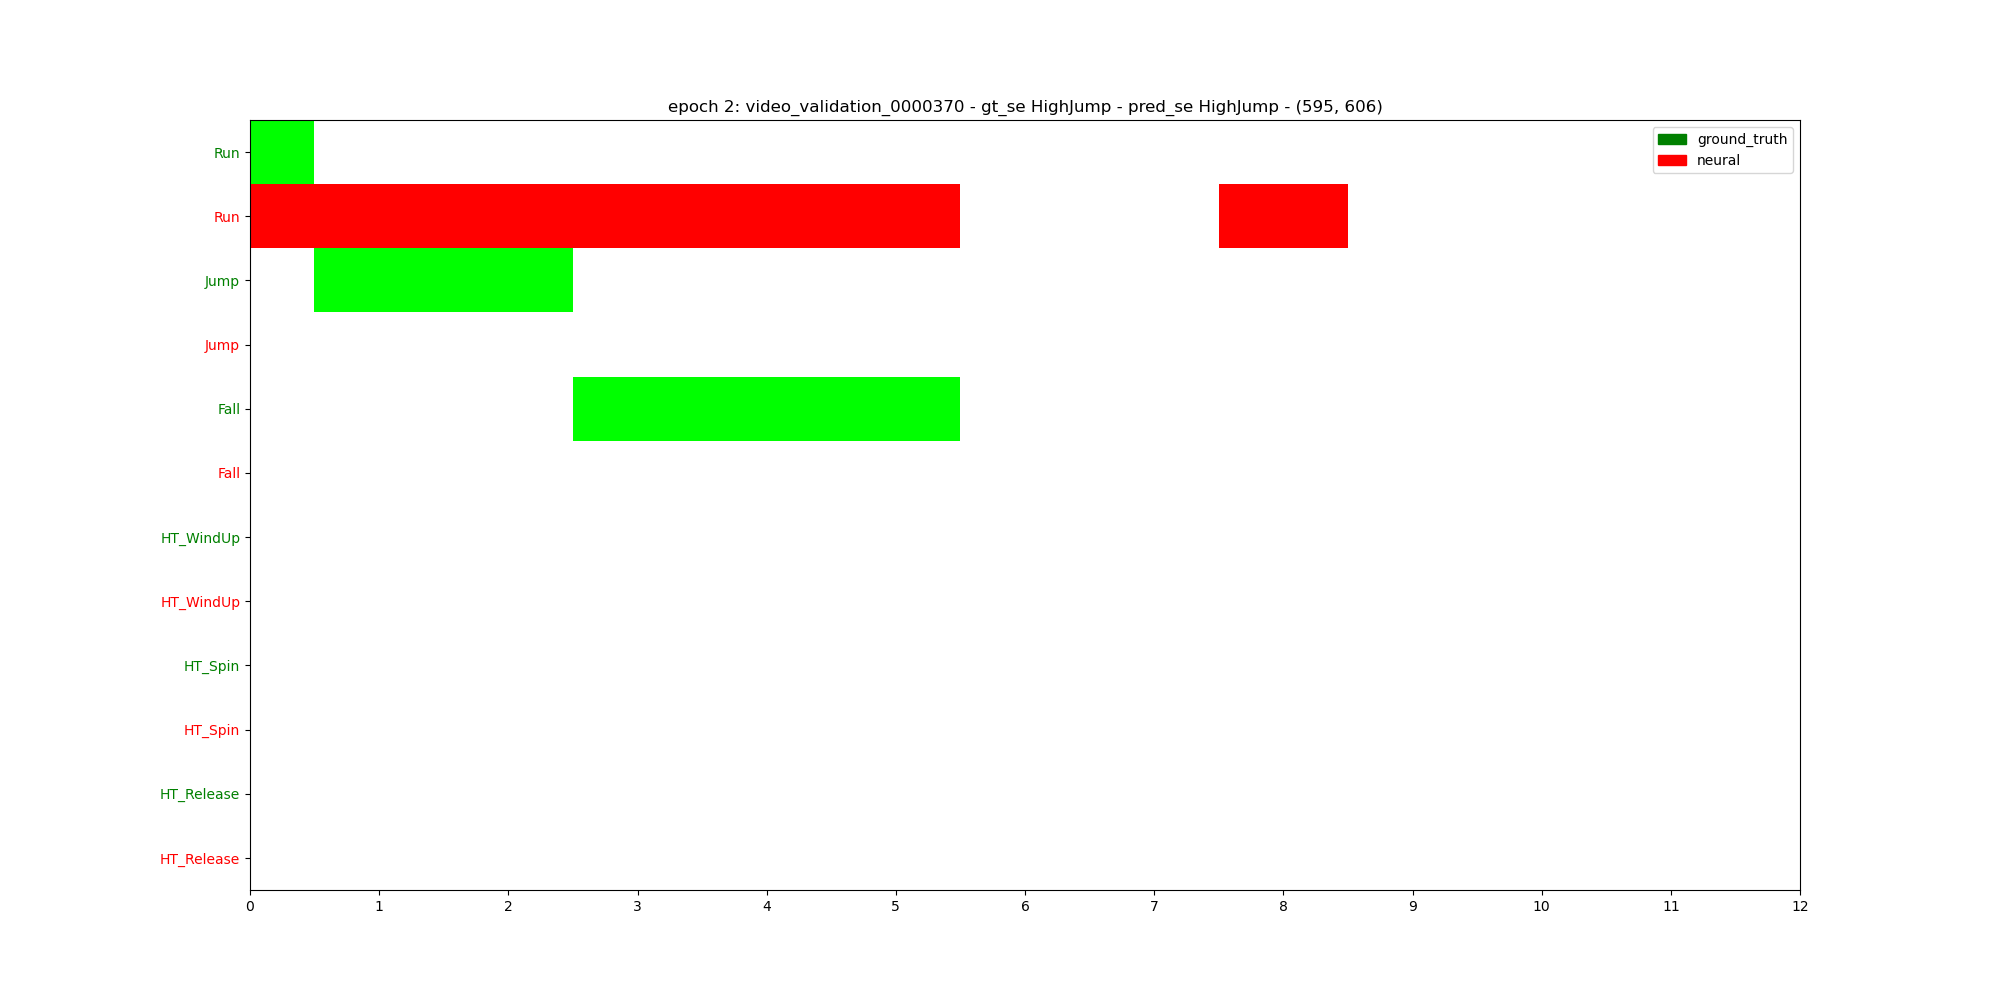 epoch 2: video_validation_0000370 - gt_se HighJump - pred_se HighJump - (595, 606)
ground_truth
neural
Run
Run
Jump
Jump
Fall
Fall
HT_WindUp
HT_WindUp
HT_Spin
HT_Spin
HT_Release
HT_Release
0 1 2 3 4 5 6 7 8 9 10 11 12